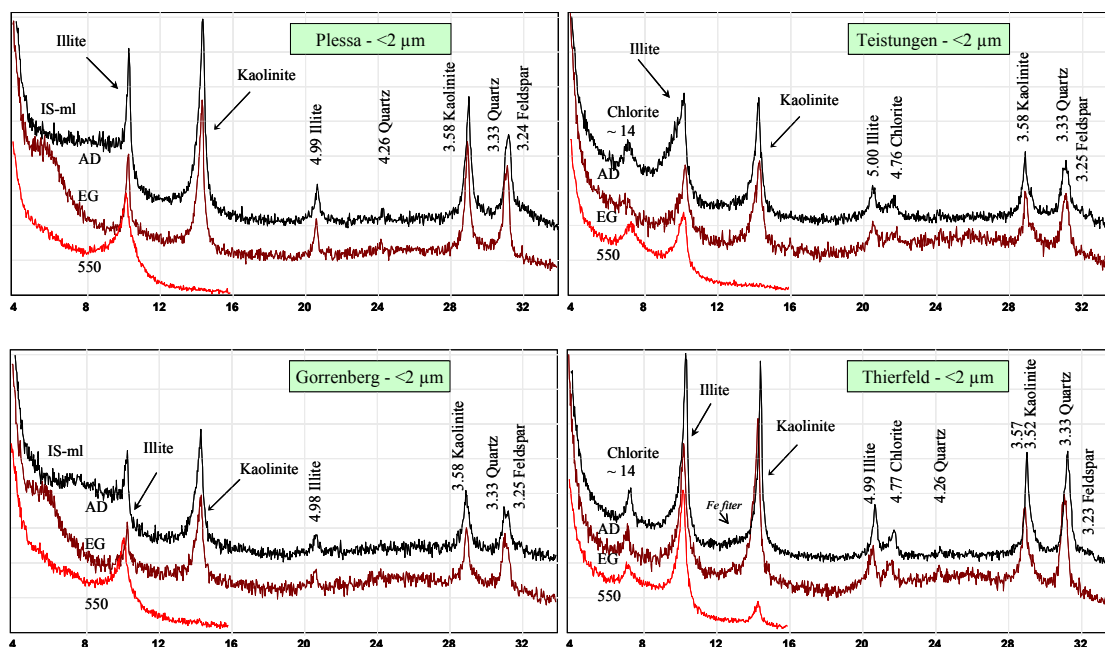 Plessa - <2 µm
Illite
Kaolinite
IS-ml
AD
EG
550
4.99 Illite
4.26 Quartz
3.58 Kaolinite
3.33 Quartz
3.24 Feldspar
4 8 12 16 20 24 28 32
Teistungen - <2 µm
Illite
Kaolinite
Chlorite
~ 14
AD
EG
550
5.00 Illite
4.76 Chlorite
3.58 Kaolinite
3.33 Quartz
3.25 Feldspar
4 8 12 16 20 24 28 32
Gorrenberg - <2 µm
IS-ml
Illite
Kaolinite
AD
EG
550
4.98 Illite
3.58 Kaolinite
3.33 Quartz
3.25 Feldspar
4 8 12 16 20 24 28 32
Thierfeld - <2 µm
Illite
Kaolinite
Chlorite
~ 14
Fe fiter
AD
EG
550
4.99 Illite
4.77 Chlorite
4.26 Quartz
3.57
3.52 Kaolinite
3.33 Quartz
3.23 Feldspar
4 8 12 16 20 24 28 32